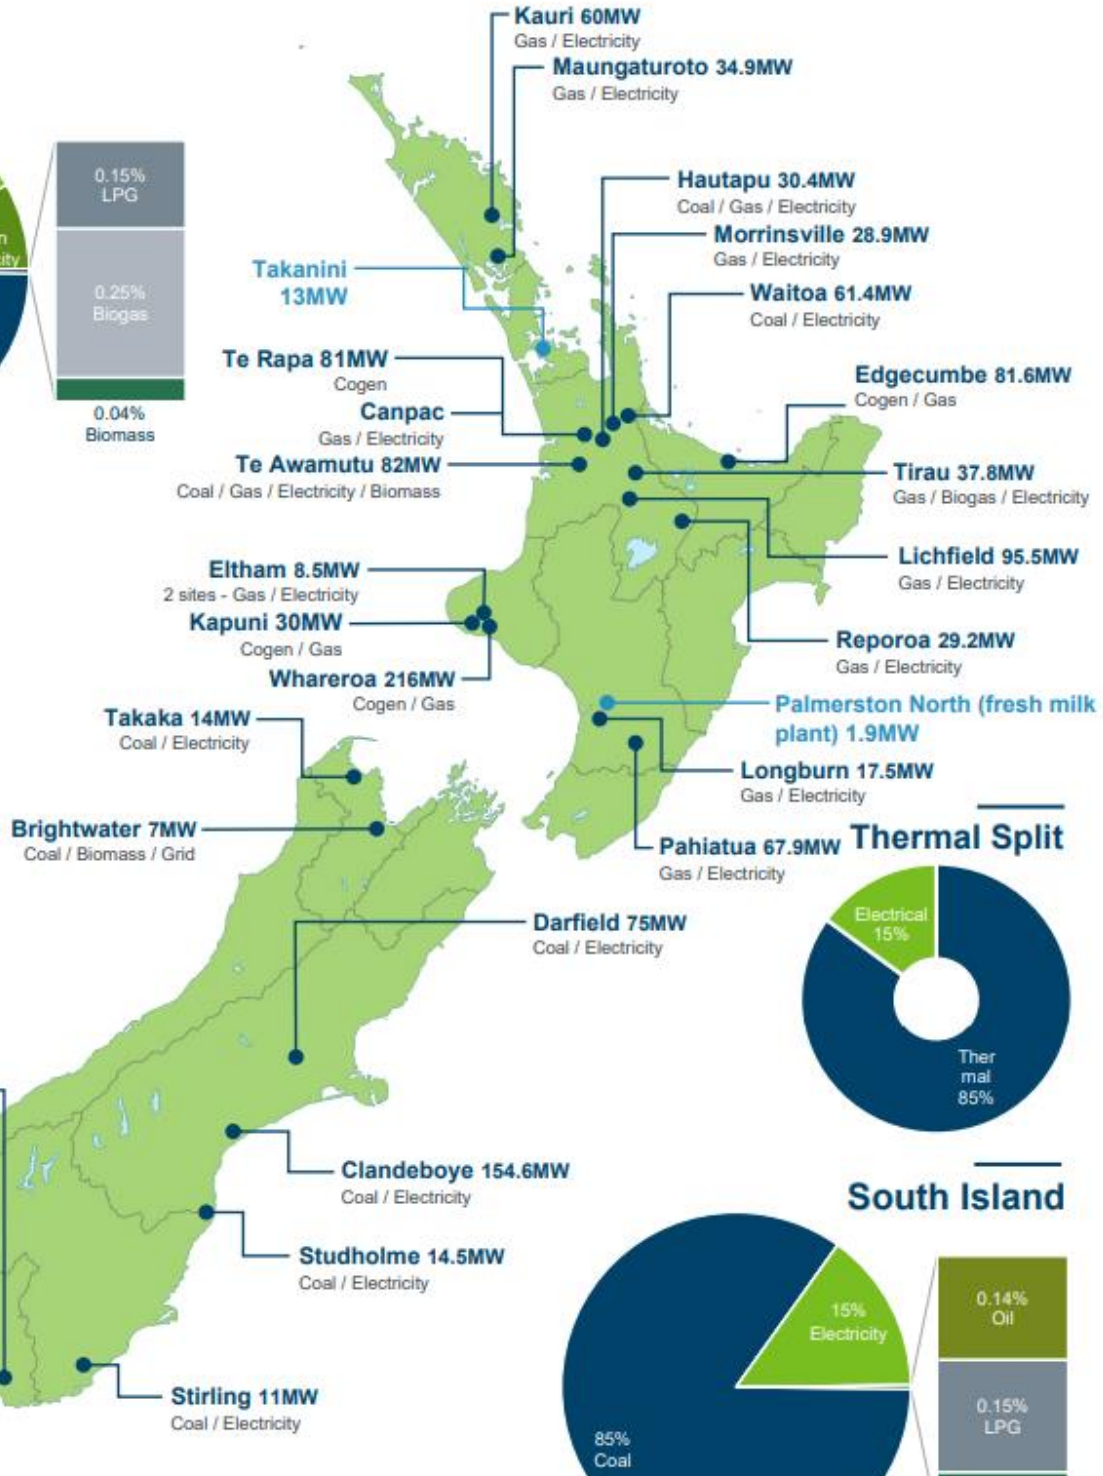 Kauri 60MW
Gas / Electricity
Maungaturoto 34.9MW
Gas / Electricity
0.15%
LPG
Hautapu 30.4MW
Coal / Gas / Electricity
Morrinsville 28.9MW
Gas / Electricity
n
city
0.25%
Biogas
Takanini
13MW
Waitoa 61.4MW
Coal / Electricity
Te Rapa 81MW
Cogen
Edgecumbe 81.6MW
Cogen / Gas
0.04%
Biomass
Canpac
Gas / Electricity
Te Awamutu 82MW
Coal / Gas / Electricity / Biomass
Tirau 37.8MW
Gas / Biogas / Electricity
Lichfield 95.5MW
Gas / Electricity
Eltham 8.5MW
2 sites - Gas / Electricity
Kapuni 30MW
Cogen / Gas
Reporoa 29.2MW
Gas / Electricity
Whareroa 216MW
Cogen / Gas
Palmerston North (fresh milk
plant) 1.9MW
Takaka 14MW
Coal / Electricity
Longburn 17.5MW
Gas / Electricity
Brightwater 7MW
Coal / Biomass / Grid
Pahiatua 67.9MW
Gas / Electricity
Thermal Split
Electrical
15%
Ther
mal
85%
Darfield 75MW
Coal / Electricity
Clandeboye 154.6MW
Coal / Electricity
Studholme 14.5MW
Coal / Electricity
Stirling 11MW
Coal / Electricity
South Island
15%
Electricity
0.14%
Oil
0.15%
LPG
85%
Coal